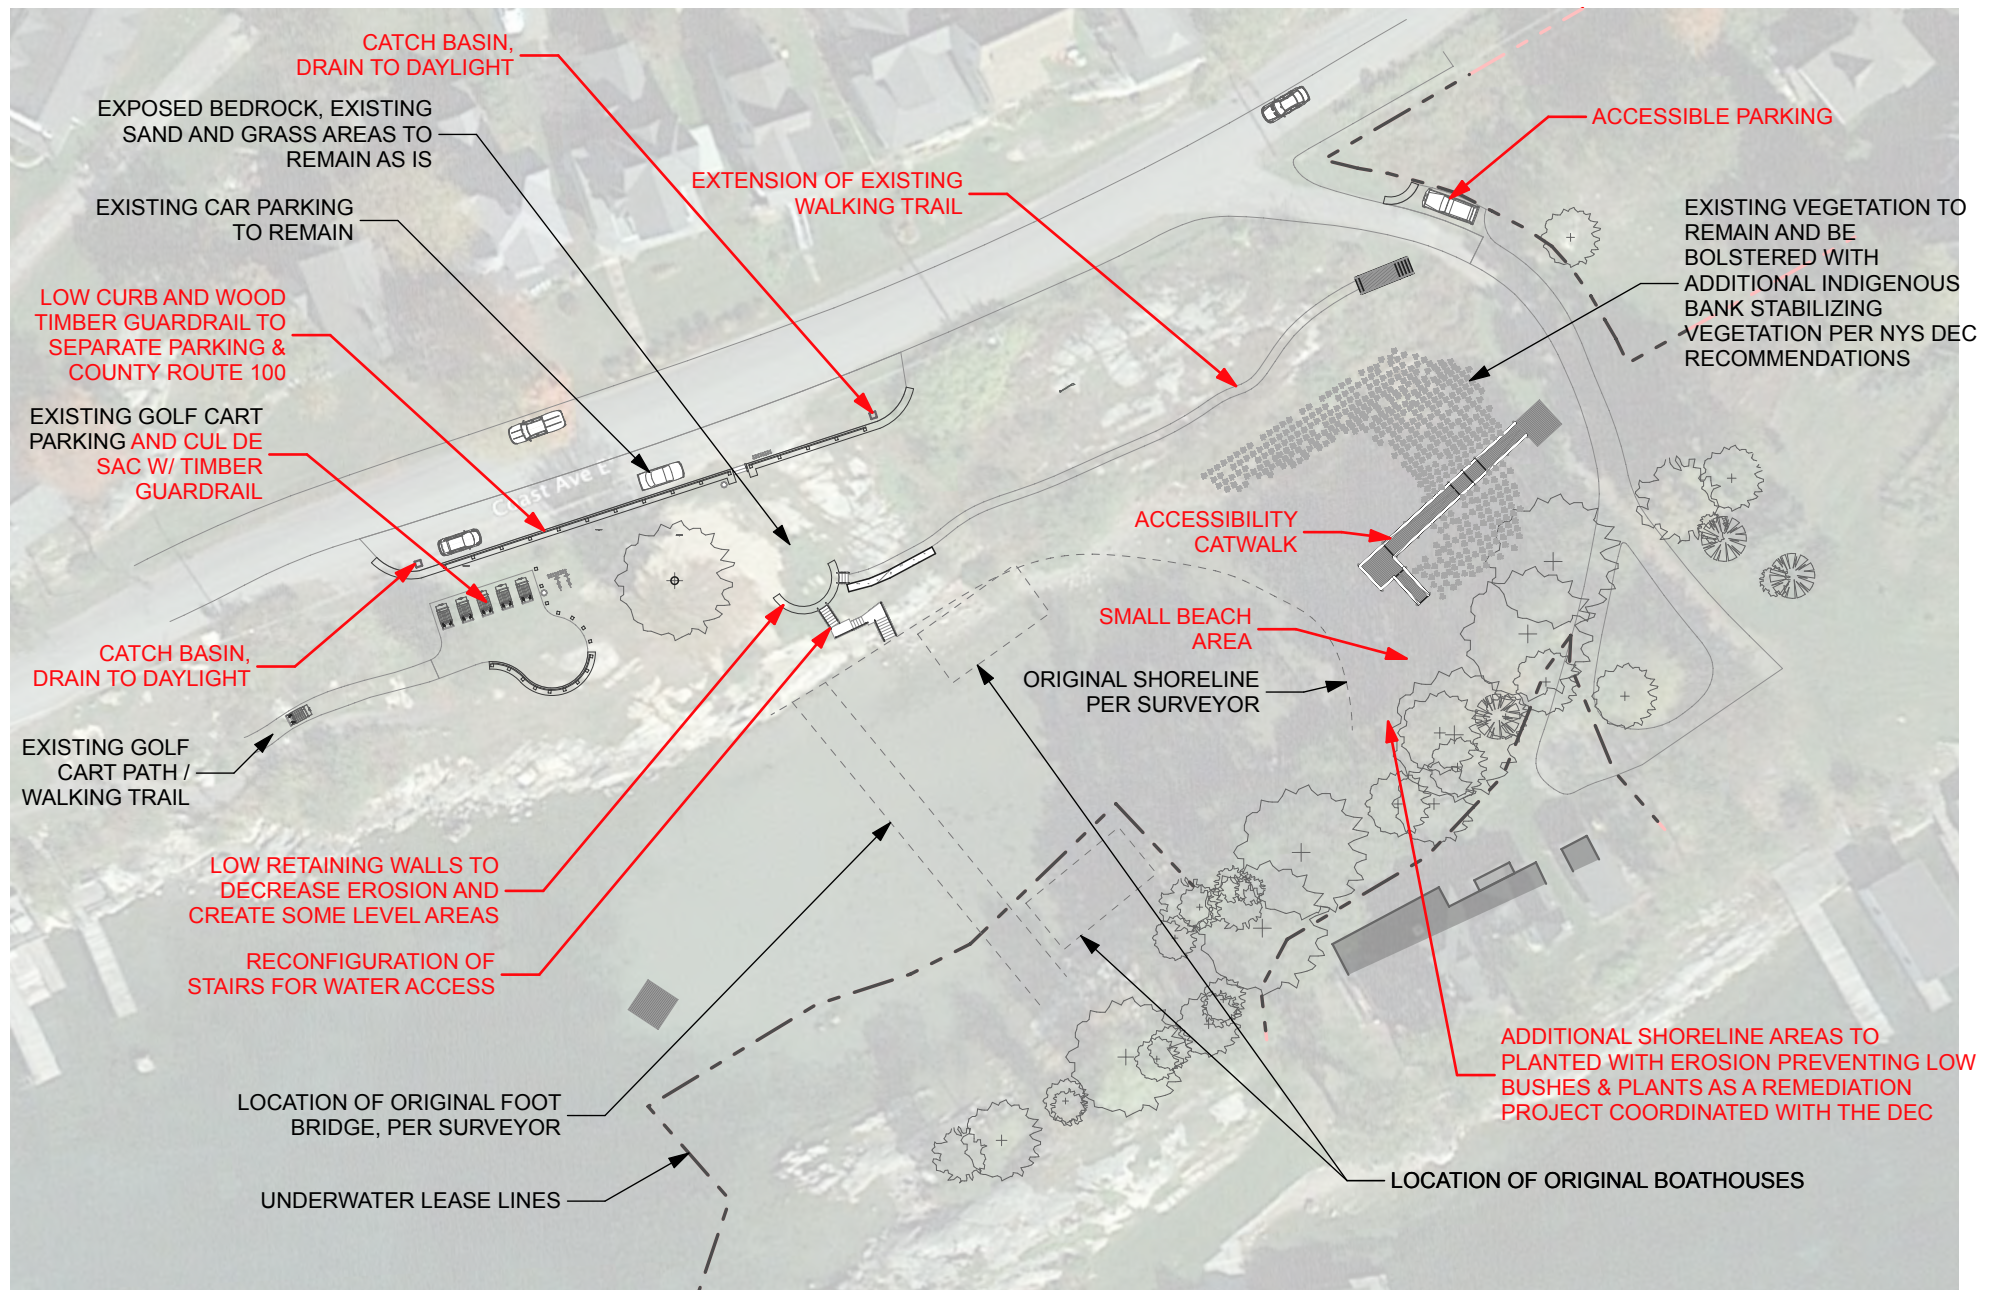 CATCH BASIN,
DRAIN TO DAYLIGHT
EXPOSED BEDROCK, EXISTING
SAND AND GRASS AREAS TO
REMAIN AS IS
ACCESSIBLE PARKING
EXTENSION OF EXISTING
WALKING TRAIL
EXISTING CAR PARKING
TO REMAIN
EXISTING VEGETATION TO
REMAIN AND BE
BOLSTERED WITH
ADDITIONAL INDIGENOUS
BANK STABILIZING
VEGETATION PER NYS DEC
RECOMMENDATIONS
LOW CURB AND WOOD
TIMBER GUARDRAIL TO
SEPARATE PARKING &
COUNTY ROUTE 100
EXISTING GOLF CART
PARKING AND CUL DE
SAC W/ TIMBER
GUARDRAIL
Coast Ave E
ACCESSIBILITY
CATWALK
SMALL BEACH
AREA
CATCH BASIN,
DRAIN TO DAYLIGHT
ORIGINAL SHORELINE
PER SURVEYOR
EXISTING GOLF
CART PATH /
WALKING TRAIL
LOW RETAINING WALLS TO
DECREASE EROSION AND
CREATE SOME LEVEL AREAS
RECONFIGURATION OF
STAIRS FOR WATER ACCESS
ADDITIONAL SHORELINE AREAS TO
PLANTED WITH EROSION PREVENTING LOW
BUSHES & PLANTS AS A REMEDIATION
PROJECT COORDINATED WITH THE DEC
LOCATION OF ORIGINAL FOOT
BRIDGE, PER SURVEYOR
LOCATION OF ORIGINAL BOATHOUSES
UNDERWATER LEASE LINES